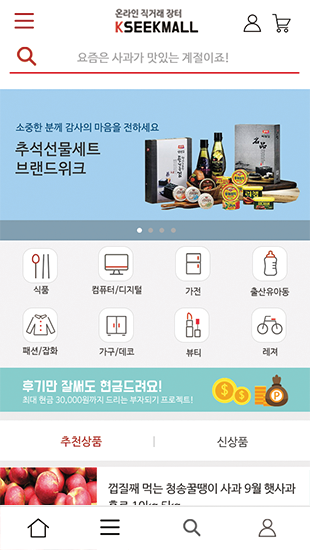 온라인 직거래 장터
KSEEKMALL
요즘은 사과가 맛있는 계절이죠!
소중한 분께 감사의 마음을 전하세요
추석선물세트
브랜드위크
식품
컴퓨터/디지털
가전
출산유아동
패션/잡화
가구/데코
뷰티
레져
후기만 잘써도 현금드려요!
최대 현금 30,000원까지 드리는 부자되기 프로젝트!
추천상품
신상품
껍질째 먹는 청송꿀땡이 사과 9월 햇사과